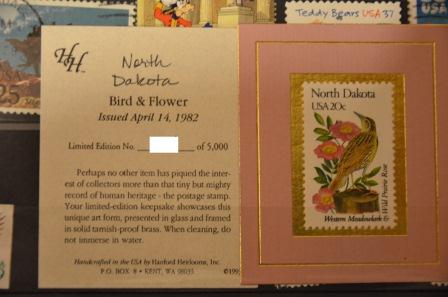 Teddy Bears USA 37
HH
North
Dakota
Bird & Flower
Issued April 14, 1982
Limited Edition No. of 5,000
Perhaps no other item has piqued the inter-
est of collectors more than that tiny but mighty
record of human heritage - the postage stamp.
Your limited-edition keepsake showcases this
unique art form, presented in glass and framed
in solid tarnish-proof brass. When cleaning, do
not immerse in water.
Handcrafted in the USA by Hanford Heirlooms, Inc.
P.O. BOX 8 • KENT, WA 98035 ©199
North Dakota
USA 20c
Western Meadowlark &
Wild Prairie Rose
25